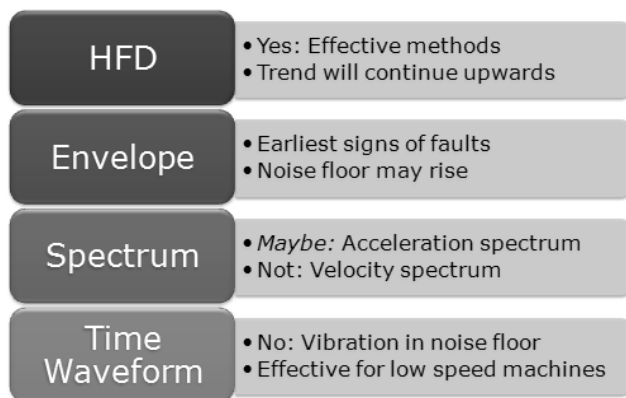 HFD
• Yes: Effective methods
• Trend will continue upwards
Envelope
• Earliest signs of faults
• Noise floor may rise
Spectrum
• Maybe: Acceleration spectrum
• Not: Velocity spectrum
Time
Waveform
• No: Vibration in noise floor
• Effective for low speed machines